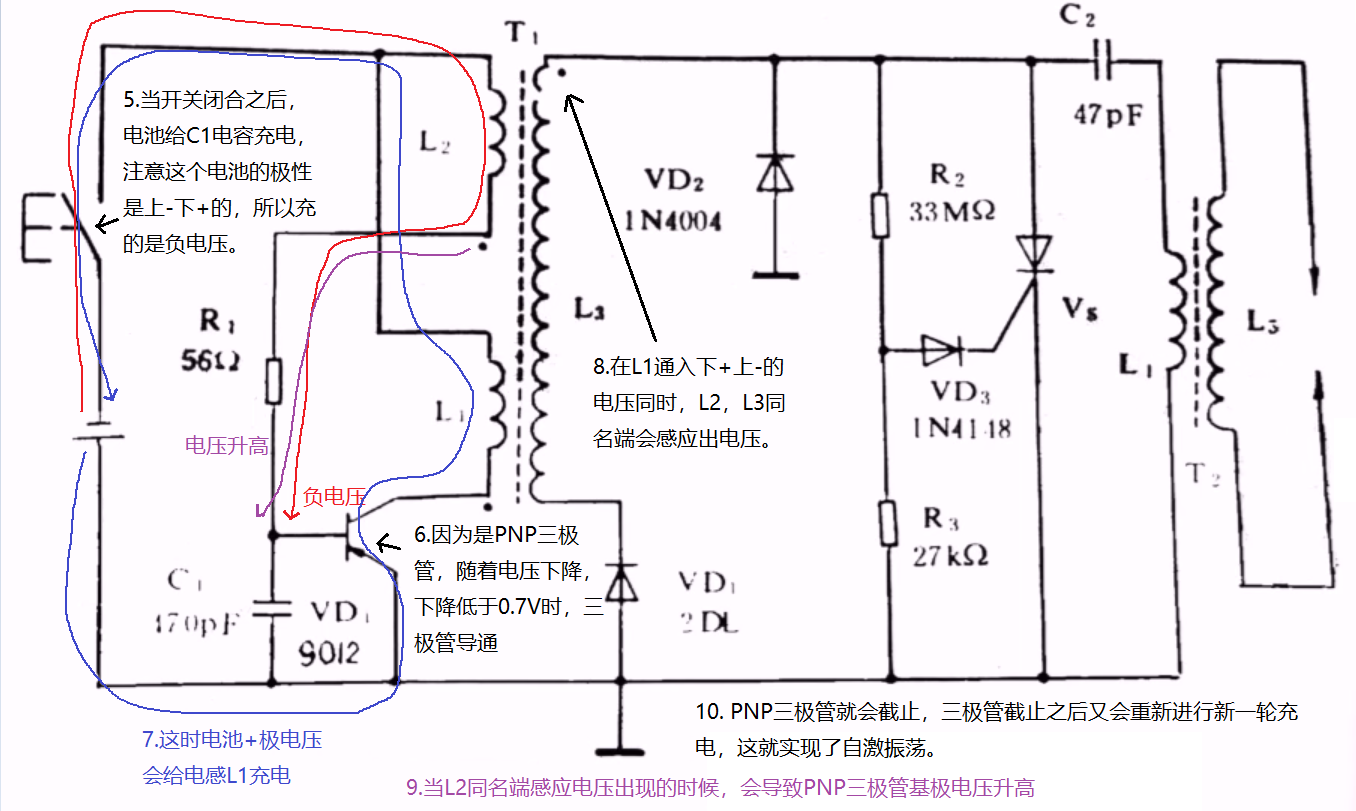 T1
C2
5.当开关闭合之后，
电池给C1电容充电，
注意这个电池的极性
是上-下+的，所以充
的是负电压。
L2
47pF
VD2
1N4004
R2
33MΩ
R1
56Ω
L3
VS
L5
8.在L1通入下+上-的
电压同时，L2，L3同
名端会感应出电压。
L1
VD3
1N4148
L1
T2
电压升高
负电压
6.因为是PNP三极
管，随着电压下降，
下降低于0.7V时，三
极管导通
R3
27kΩ
C1
470pF
VD1
9012
VD1
2DL
10. PNP三极管就会截止，三极管截止之后又会重新进行新一轮充
电，这就实现了自激振荡。
7.这时电池+极电压
会给电感L1充电
9.当L2同名端感应电压出现的时候，会导致PNP三极管基极电压升高